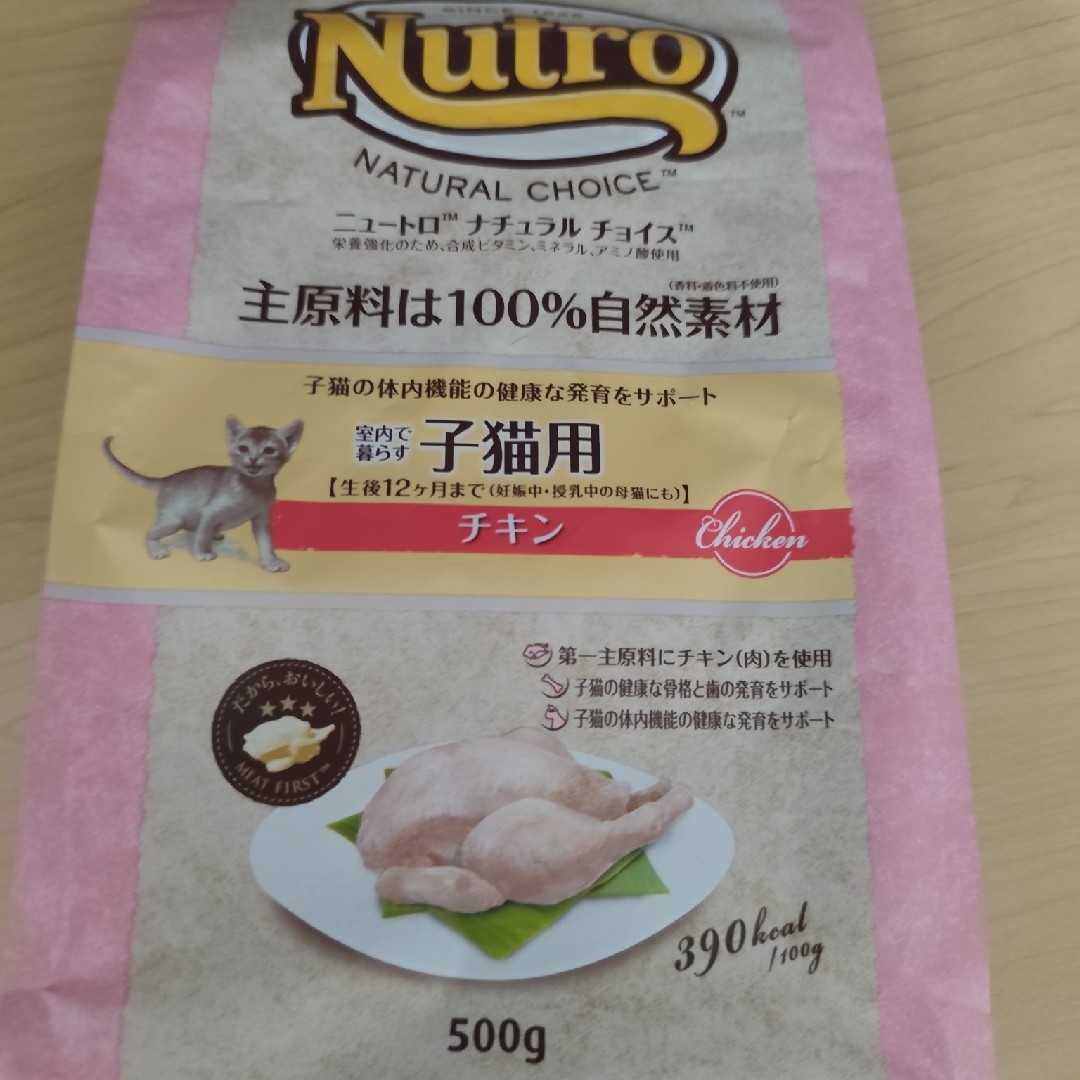 SINCE 1926
Nutro™
NATURAL CHOICE™
ニュートロ™ ナチュラル チョイス™
栄養強化のため、合成ビタミン、ミネラル、アミノ酸使用
(香料・着色料不使用)
主原料は100%自然素材
子猫の体内機能の健康な発育をサポート
室内で
暮らす
子猫用
【生後12ヶ月まで(妊娠中・授乳中の母猫にも)】
チキン
Chicken
第一主原料にチキン(肉)を使用
子猫の健康な骨格と歯の発育をサポート
子猫の体内機能の健康な発育をサポート
だから、おいしい!
MEAT FIRST™
390kcal
/100g
500g